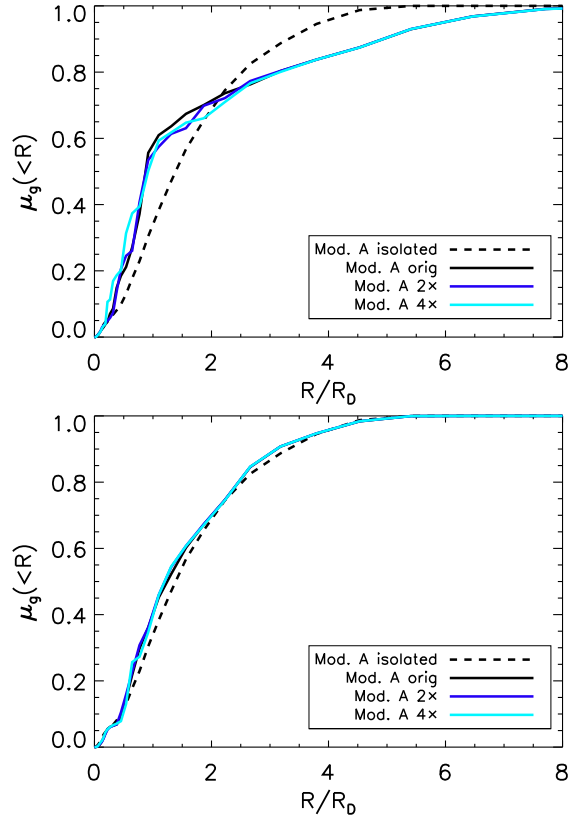 1.0
0.8
0.6
0.4
0.2
0.0
μg(<R)
Mod. A isolated
Mod. A orig
Mod. A 2×
Mod. A 4×
0 2 4 6 8
R/RD
1.0
0.8
0.6
0.4
0.2
0.0
μg(<R)
Mod. A isolated
Mod. A orig
Mod. A 2×
Mod. A 4×
0 2 4 6 8
R/RD